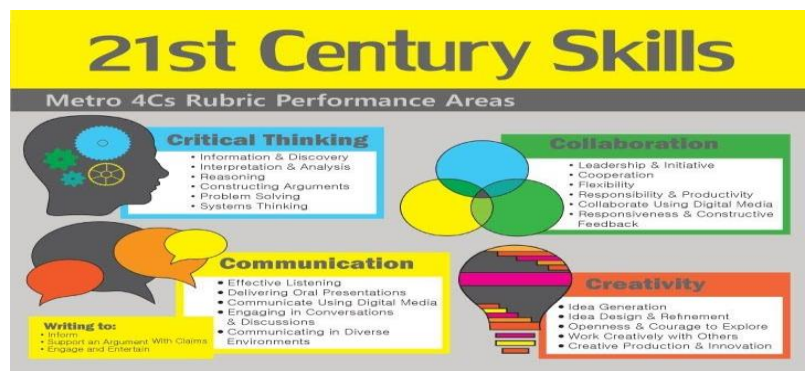 21st Century Skills
Metro 4Cs Rubric Performance Areas
Critical Thinking
• Information & Discovery
• Interpretation & Analysis
• Reasoning
• Constructing Arguments
• Problem Solving
• Systems Thinking
Collaboration
• Leadership & Initiative
• Cooperation
• Flexibility
• Responsibility & Productivity
• Collaborate Using Digital Media
• Responsiveness & Constructive
Feedback
Communication
• Effective Listening
• Delivering Oral Presentations
• Communicate Using Digital Media
• Engaging in Conversations
& Discussions
• Communicating in Diverse
Environments
Writing to:
• Inform
• Support an Argument With Claims
• Engage and Entertain
Creativity
• Idea Generation
• Idea Design & Refinement
• Openness & Courage to Explore
• Work Creatively with Others
• Creative Production & Innovation